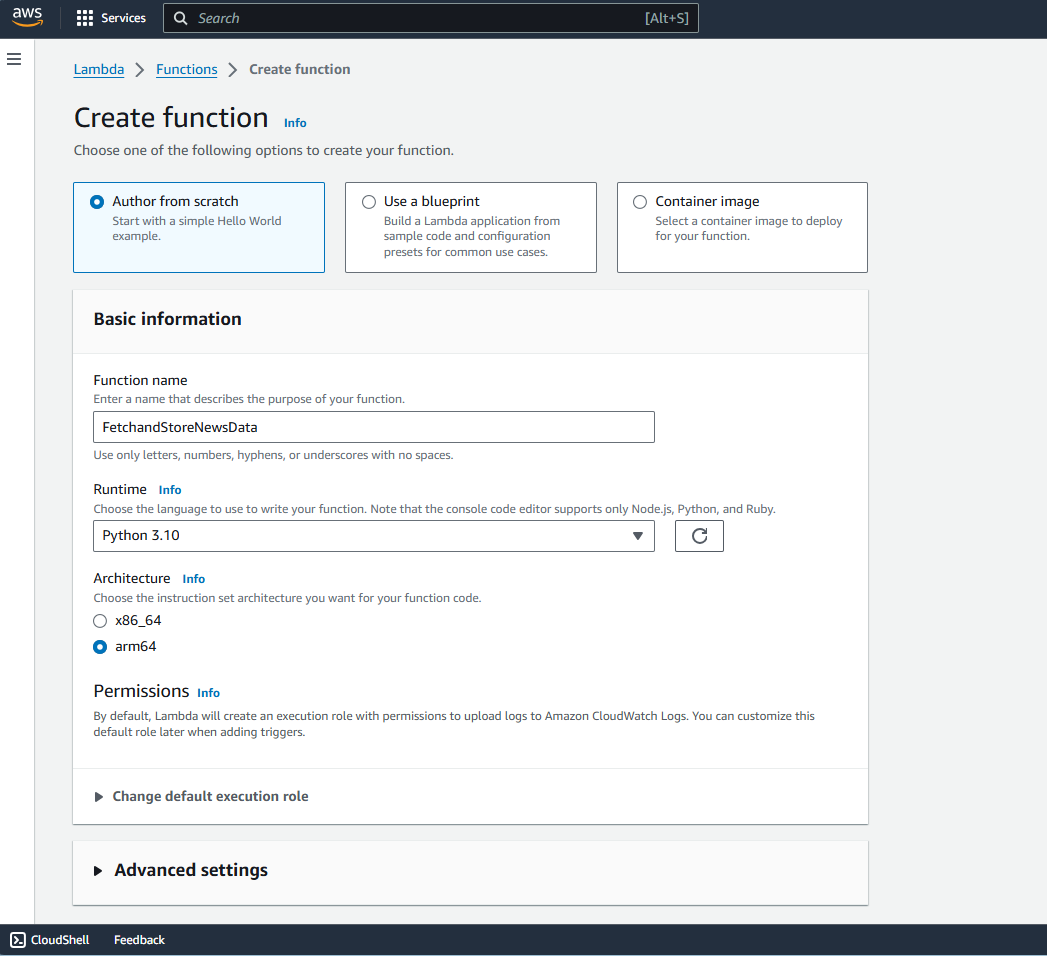 aws Services Search [Alt+S]
Lambda Functions Create function
Create function Info
Choose one of the following options to create your function.
Author from scratch
Start with a simple Hello World
example.
Use a blueprint
Build a Lambda application from
sample code and configuration
presets for common use cases.
Container image
Select a container image to deploy
for your function.
Basic information
Function name
Enter a name that describes the purpose of your function.
FetchandStoreNewsData
Use only letters, numbers, hyphens, or underscores with no spaces.
Runtime Info
Choose the language to use to write your function. Note that the console code editor supports only Node.js, Python, and Ruby.
Python 3.10
Architecture Info
Choose the instruction set architecture you want for your function code.
x86_64
arm64
Permissions Info
By default, Lambda will create an execution role with permissions to upload logs to Amazon CloudWatch Logs. You can customize this
default role later when adding triggers.
Change default execution role
Advanced settings
CloudShell Feedback